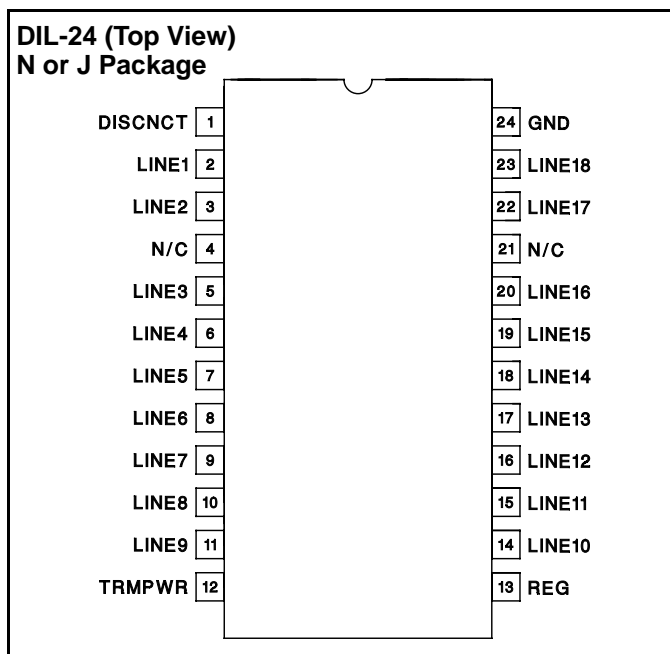 DIL-24 (Top View)
N or J Package
DISCNCT 1 24 GND
LINE1 2 23 LINE18
LINE2 3 22 LINE17
N/C 4 21 N/C
LINE3 5 20 LINE16
LINE4 6 19 LINE15
LINE5 7 18 LINE14
LINE6 8 17 LINE13
LINE7 9 16 LINE12
LINE8 10 15 LINE11
LINE9 11 14 LINE10
TRMPWR 12 13 REG